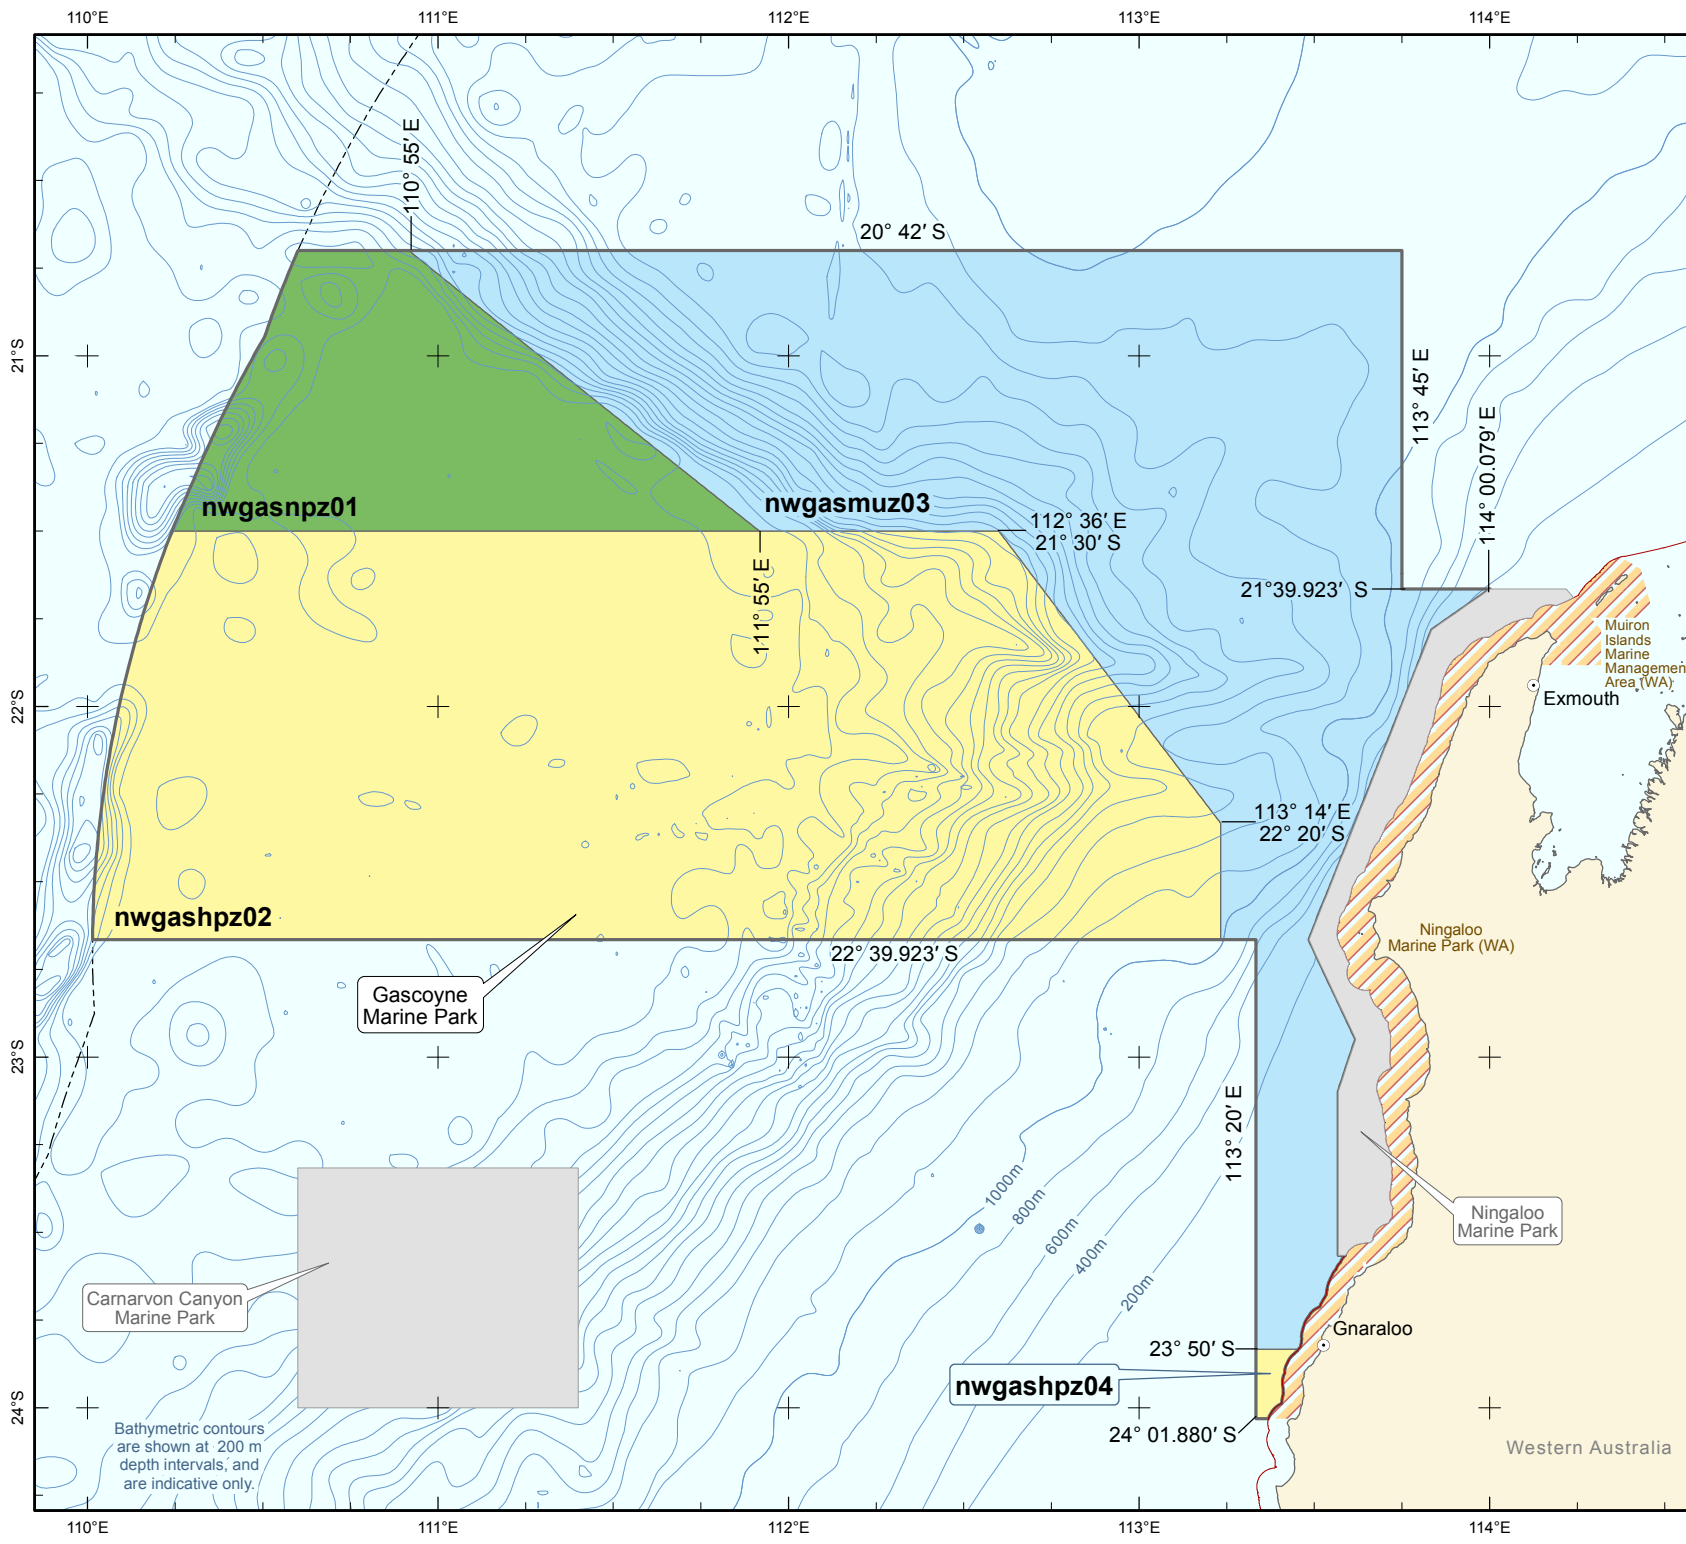 110°E
111°E
112°E
113°E
114°E
110° 55′ E
20° 42′ S
21°S
113° 45′ E
114° 00.079′ E
nwgasnpz01
nwgasmuz03
112° 36′ E
21° 30′ S
111° 55′ E
21°39.923′ S
Muiron
Islands
Marine
Managemen
Area (WA)
Exmouth
22°S
113° 14′ E
22° 20′ S
nwgashpz02
22° 39.923′ S
Ningaloo
Marine Park (WA)
Gascoyne
Marine Park
23°S
113° 20′ E
1000m
800m
600m
400m
200m
Ningaloo
Marine Park
Carnarvon Canyon
Marine Park
Gnaraloo
23° 50′ S
nwgashpz04
24°S
24° 01.880′ S
Bathymetric contours
are shown at 200 m
depth intervals, and
are indicative only.
Western Australia
110°E
111°E
112°E
113°E
114°E